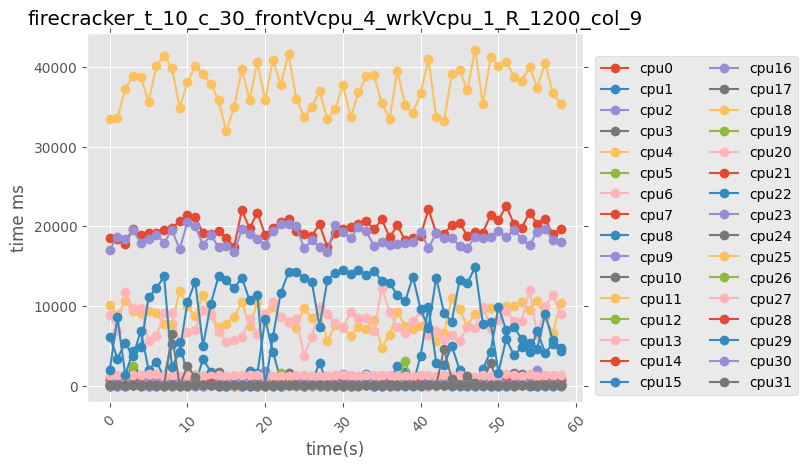 firecracker_t_10_c_30_frontVcpu_4_wrkVcpu_1_R_1200_col_9
40000
30000
20000
10000
0
time ms
0
10
20
30
40
50
60
time(s)
cpu0
cpu1
cpu2
cpu3
cpu4
cpu5
cpu6
cpu7
cpu8
cpu9
cpu10
cpu11
cpu12
cpu13
cpu14
cpu15
cpu16
cpu17
cpu18
cpu19
cpu20
cpu21
cpu22
cpu23
cpu24
cpu25
cpu26
cpu27
cpu28
cpu29
cpu30
cpu31